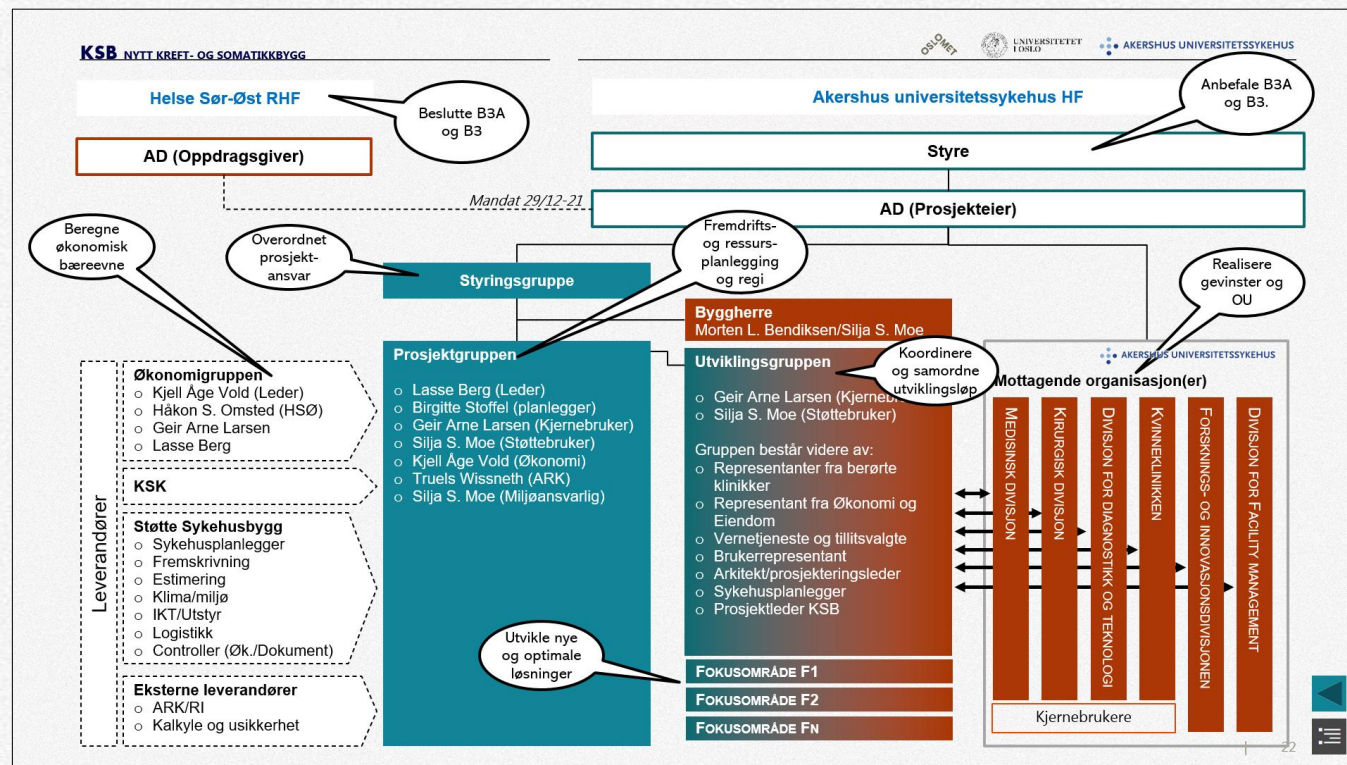 KSB NYTT KREFT- OG SOMATIKKBYGG
OSLOMET
UNIVERSITETET
I OSLO
AKERSHUS UNIVERSITETSSYKEHUS
Helse Sør-Øst RHF
Beslutte B3A
og B3
Akershus universitetssykehus HF
Anbefale B3A
og B3.
AD (Oppdragsgiver)
Styre
Mandat 29/12-21
AD (Prosjekteier)
Beregne
økonomisk
bæreevne
Overordnet
prosjekt-
ansvar
Fremdrifts-
og ressurs-
planlegging
og regi
Realisere
gevinster og
OU
Styringsgruppe
Byggherre
Morten L. Bendiksen/Silja S. Moe
Leverandører
Økonomigruppen
o Kjell Åge Vold (Leder)
o Håkon S. Omsted (HSØ)
o Geir Arne Larsen
o Lasse Berg
KSK
Støtte Sykehusbygg
o Sykehusplanlegger
o Fremskrivning
o Estimering
o Klima/miljø
o IKT/Utstyr
o Logistikk
o Controller (Øk./Dokument)
Eksterne leverandører
o ARK/RI
o Kalkyle og usikkerhet
Prosjektgruppen
o Lasse Berg (Leder)
o Birgitte Stoffel (planlegger)
o Geir Arne Larsen (Kjernebruker)
o Silja S. Moe (Støttebruker)
o Kjell Åge Vold (Økonomi)
o Truels Wissneth (ARK)
o Silja S. Moe (Miljøansvarlig)
Utviklingsgruppen
Koordinere
og samordne
utviklingsløp
o Geir Arne Larsen
o Silja S. Moe (Støttebruker)
Gruppen består videre av:
o Representanter fra berørte
klinikker
o Representant fra Økonomi og
Eiendom
o Vernetjeneste og tillitsvalgte
o Brukerrepresentant
o Arkitekt/prosjekteringsleder
o Sykehusplanlegger
o Prosjektleder KSB
Utvikle nye
og optimale
løsninger
FOKUSOMRÅDE F1
FOKUSOMRÅDE F2
FOKUSOMRÅDE FN
AKERSHUS UNIVERSITETSSYKEHUS
Mottagende organisasjon(er)
MEDISINSK DIVISJON
KIRURGISK DIVISJON
DIVISJON FOR DIAGNOSTIKK OG TEKNOLOGI
KVINNEKLINIKKEN
FORSKNINGS- OG INNOVASJONSDIVISJONEN
DIVISJON FOR FACILITY MANAGEMENT
Kjernebrukere
22